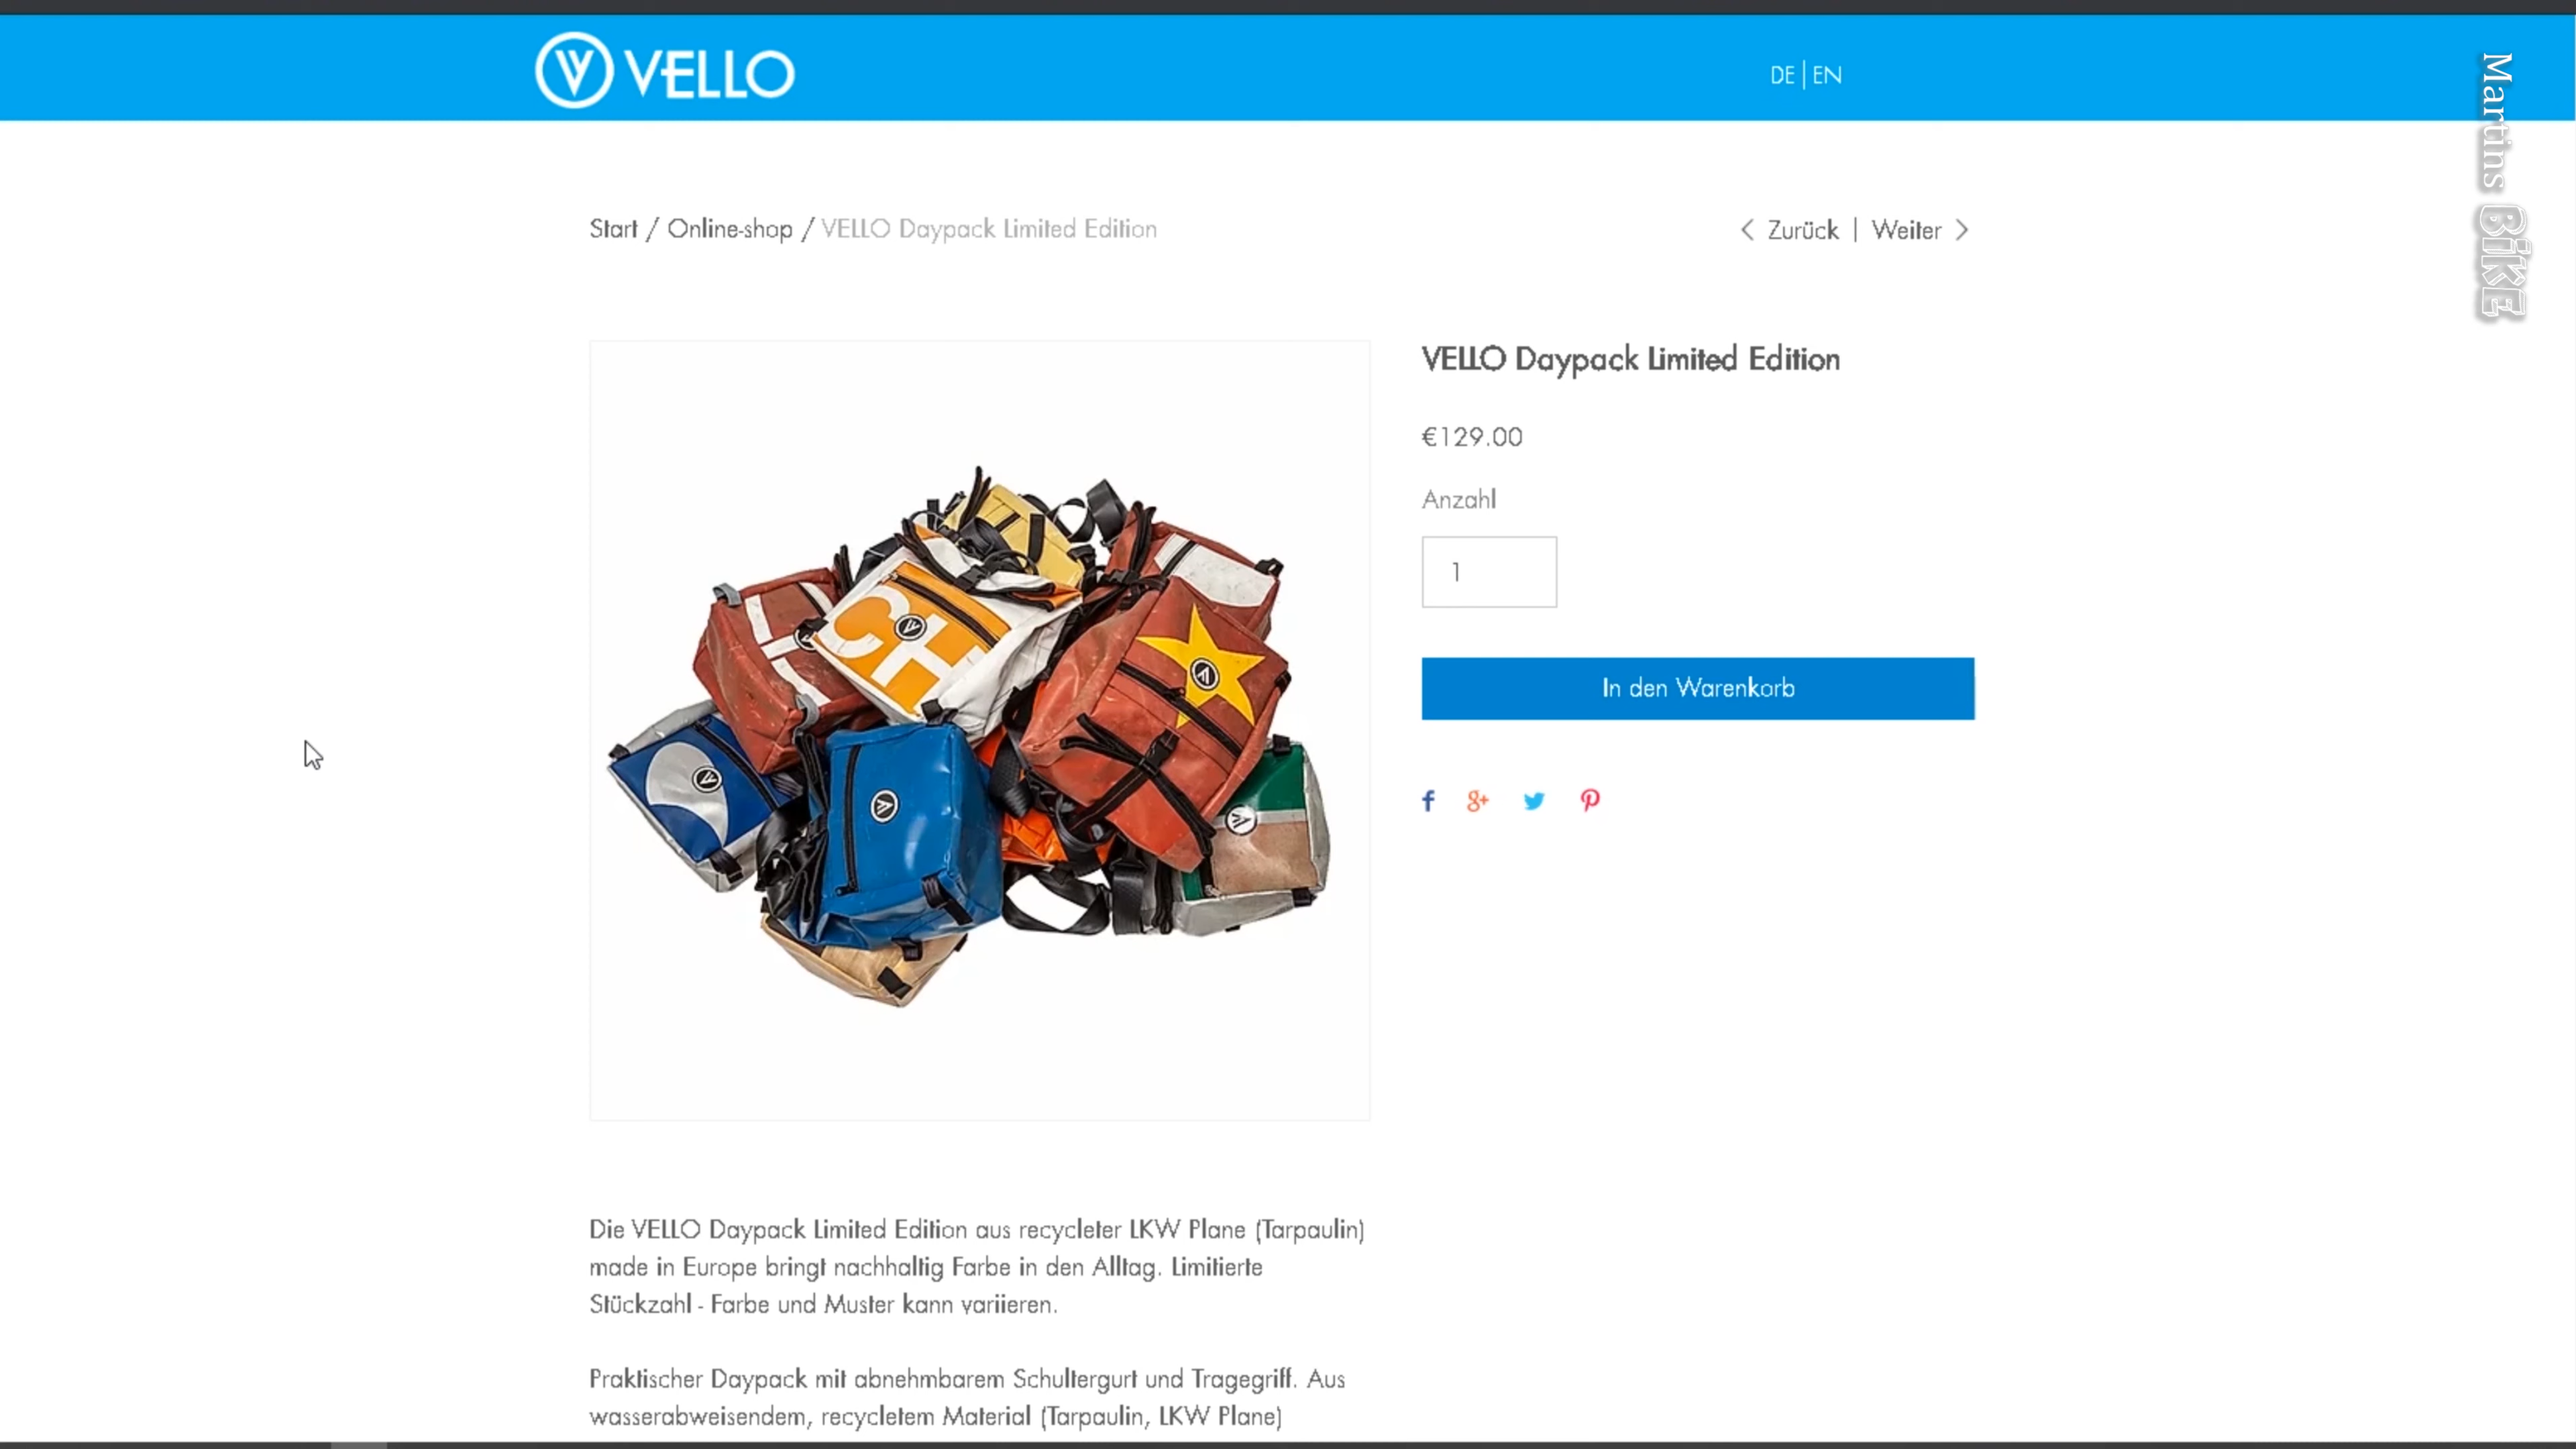 VELLO
DE | EN
Martins BiKE
Start / Online-shop / VELLO Daypack Limited Edition
< Zurück | Weiter >
VELLO Daypack Limited Edition
€129.00
Anzahl
1
In den Warenkorb
CH
Die VELLO Daypack Limited Edition aus recycleter LKW Plane (Tarpaulin)
made in Europe bringt nachhaltig Farbe in den Alltag. Limitierte
Stückzahl - Farbe und Muster kann variieren.
Praktischer Daypack mit abnehmbarem Schultergurt und Tragegriff. Aus
wasserabweisendem, recycletem Material (Tarpaulin, LKW Plane)